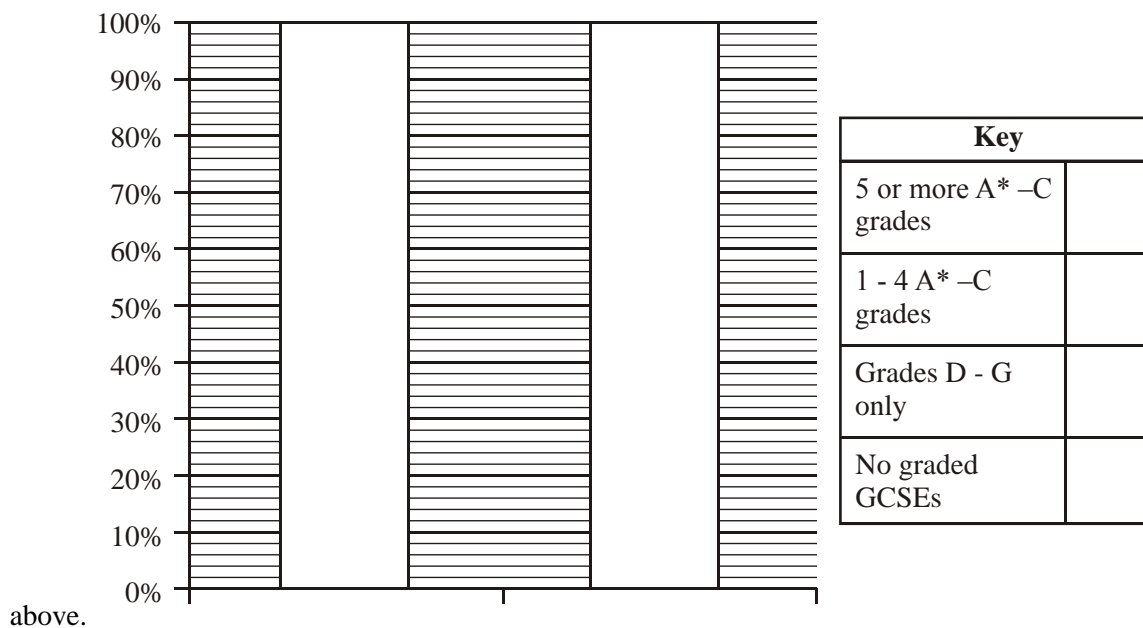 100%
90%
80%
70%
60%
50%
40%
30%
20%
10%
0%
Key
5 or more A* –C
grades
1 - 4 A* –C
grades
Grades D - G
only
No graded
GCSEs
above.